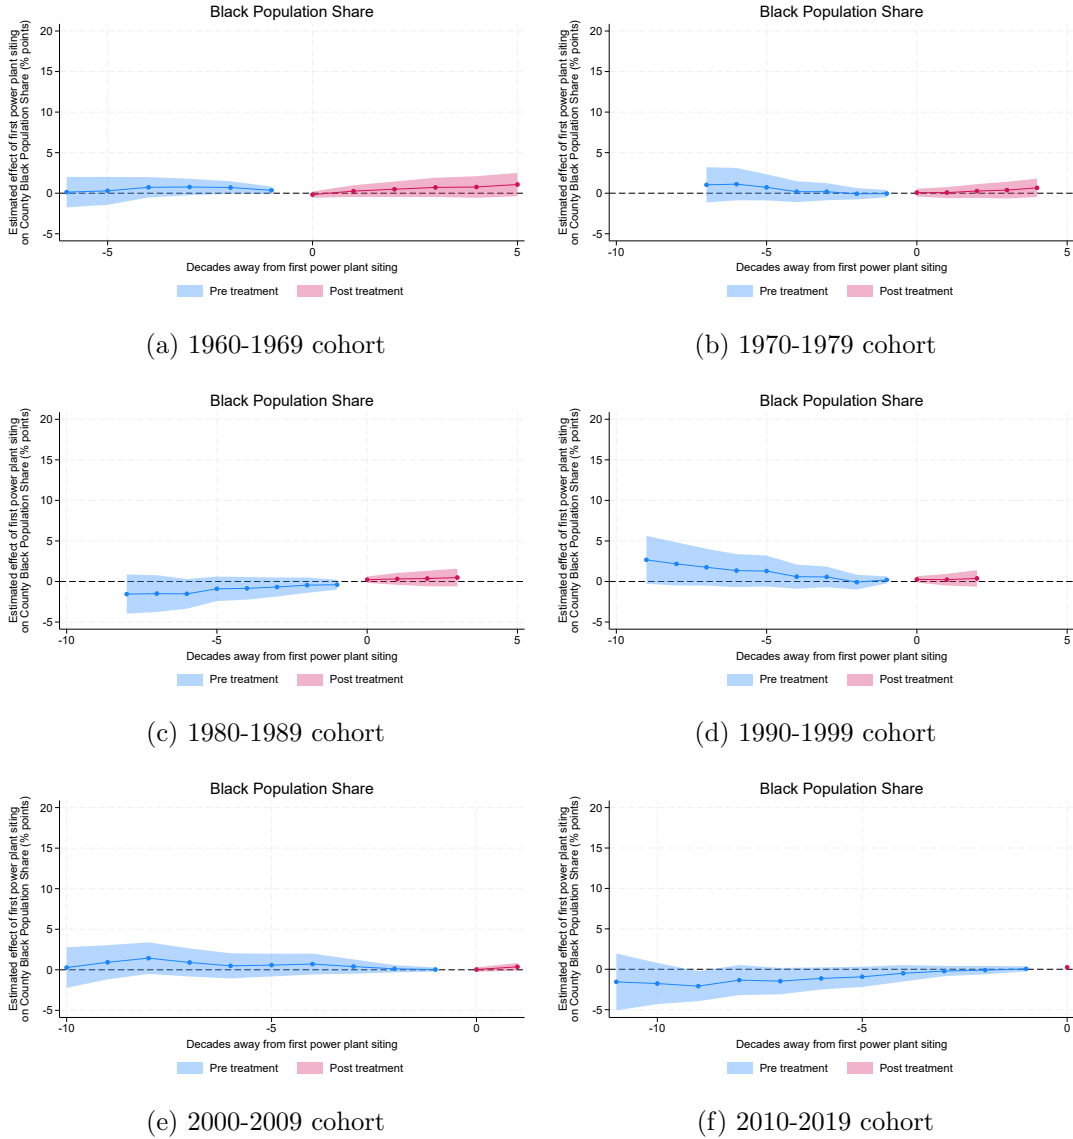 Black Population Share
Estimated effect of first power plant siting
on County Black Population Share (% points)
20
15
10
5
0
-5
-5
0
5
Decades away from first power plant siting
Pre treatment
Post treatment
(a) 1960-1969 cohort
Black Population Share
Estimated effect of first power plant siting
on County Black Population Share (% points)
20
15
10
5
0
-5
-10
-5
0
5
Decades away from first power plant siting
Pre treatment
Post treatment
(b) 1970-1979 cohort
Black Population Share
Estimated effect of first power plant siting
on County Black Population Share (% points)
20
15
10
5
0
-5
-10
-5
0
5
Decades away from first power plant siting
Pre treatment
Post treatment
(c) 1980-1989 cohort
Black Population Share
Estimated effect of first power plant siting
on County Black Population Share (% points)
20
15
10
5
0
-5
-10
-5
0
5
Decades away from first power plant siting
Pre treatment
Post treatment
(d) 1990-1999 cohort
Black Population Share
Estimated effect of first power plant siting
on County Black Population Share (% points)
20
15
10
5
0
-5
-10
-5
0
Decades away from first power plant siting
Pre treatment
Post treatment
(e) 2000-2009 cohort
Black Population Share
Estimated effect of first power plant siting
on County Black Population Share (% points)
20
15
10
5
0
-5
-10
-5
0
Decades away from first power plant siting
Pre treatment
Post treatment
(f) 2010-2019 cohort